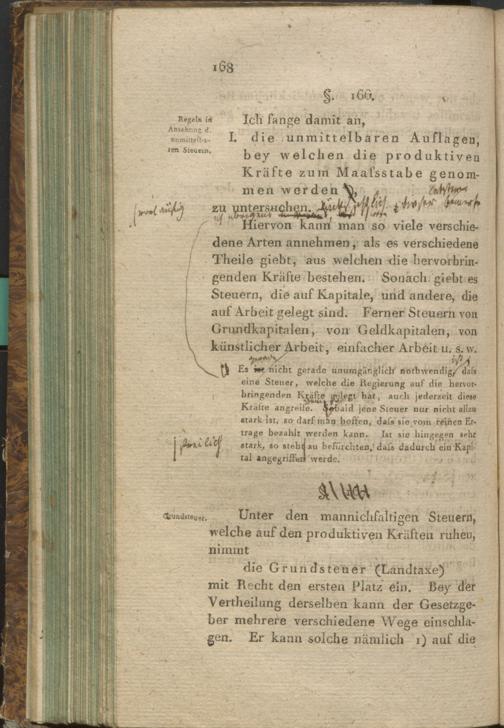 168
§. 166.
Regeln in
Ansehung d.
unmittelba-
ren Steuern.
Ich fange damit an,
I. die unmittelbaren Auflagen,
bey welchen die produktiven
Kräfte zum Maaſsstabe genom-
men werden
zu untersuchen.
Hiervon kann man so viele verschie-
dene Arten annehmen, als es verschiedene
Theile giebt, aus welchen die hervorbrin-
genden Kräfte bestehen. Sonach giebt es
Steuern, die auf Kapitale, und andere, die
auf Arbeit gelegt sind. Ferner Steuern von
Grundkapitalen, von Geldkapitalen, von
künstlicher Arbeit, einfacher Arbeit u. s. w.
Es nicht gerade unumgänglich nothwendig, daſs
eine Steuer, welche die Regierung auf die hervor-
bringenden Kräfte gelegt hat, auch jederzeit diese
Kräfte angreife. Sobald jene Steuer nur nicht allzu
stark ist, so darf man hoffen, daſs sie vom reinen Er-
trage bezahlt werden kann. Ist sie hingegen sehr
stark, so steht zu befürchten, daſs dadurch ein Kapi-
tal angegriffen werde.
freilich
Grundsteuer.
Unter den mannichfaltigen Steuern,
welche auf den produktiven Kräften ruhen,
nimmt
die Grundsteuer (Landtaxe)
mit Recht den ersten Platz ein. Bey der
Vertheilung derselben kann der Gesetzge-
ber mehrere verschiedene Wege einschla-
gen. Er kann solche nämlich 1) auf die